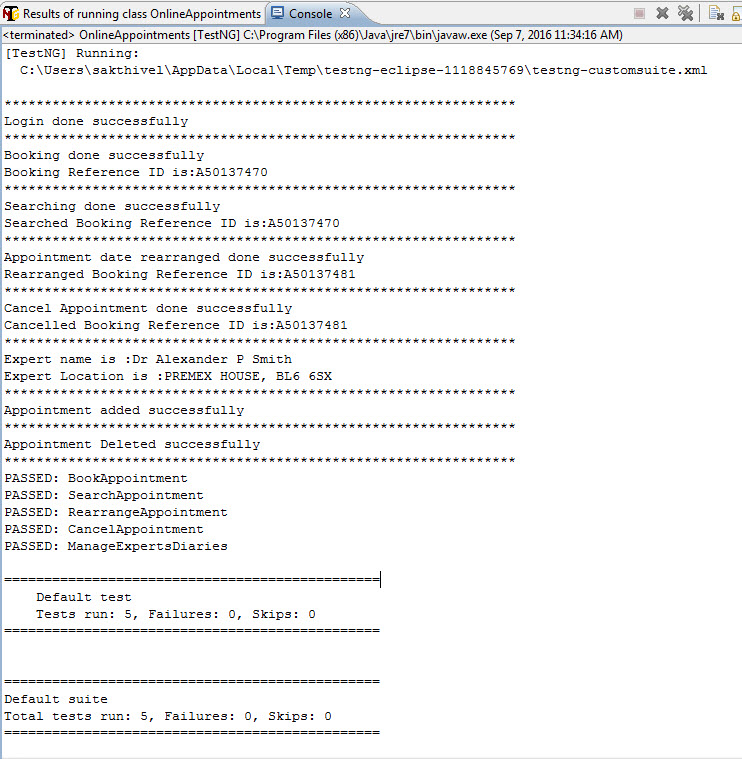 Results of running class OnlineAppointments Console
<terminated> OnlineAppointments [TestNG] C:\Program Files (x86)\Java\jre7\bin\javaw.exe (Sep 7, 2016 11:34:16 AM)
[TestNG] Running:
C:\Users\sakthivel\AppData\Local\Temp\testng-eclipse-1118845769\testng-customsuite.xml
****************************************************************
Login done successfully
****************************************************************
Booking done successfully
Booking Reference ID is:A50137470
****************************************************************
Searching done successfully
Searched Booking Reference ID is:A50137470
****************************************************************
Appointment date rearranged done successfully
Rearranged Booking Reference ID is:A50137481
****************************************************************
Cancel Appointment done successfully
Cancelled Booking Reference ID is:A50137481
****************************************************************
Expert name is :Dr Alexander P Smith
Expert Location is :PREMEX HOUSE, BL6 6SX
****************************************************************
Appointment added successfully
****************************************************************
Appointment Deleted successfully
****************************************************************
PASSED: BookAppointment
PASSED: SearchAppointment
PASSED: RearrangeAppointment
PASSED: CancelAppointment
PASSED: ManageExpertsDiaries
===============================================
Default test
Tests run: 5, Failures: 0, Skips: 0
===============================================
===============================================
Default suite
Total tests run: 5, Failures: 0, Skips: 0
===============================================